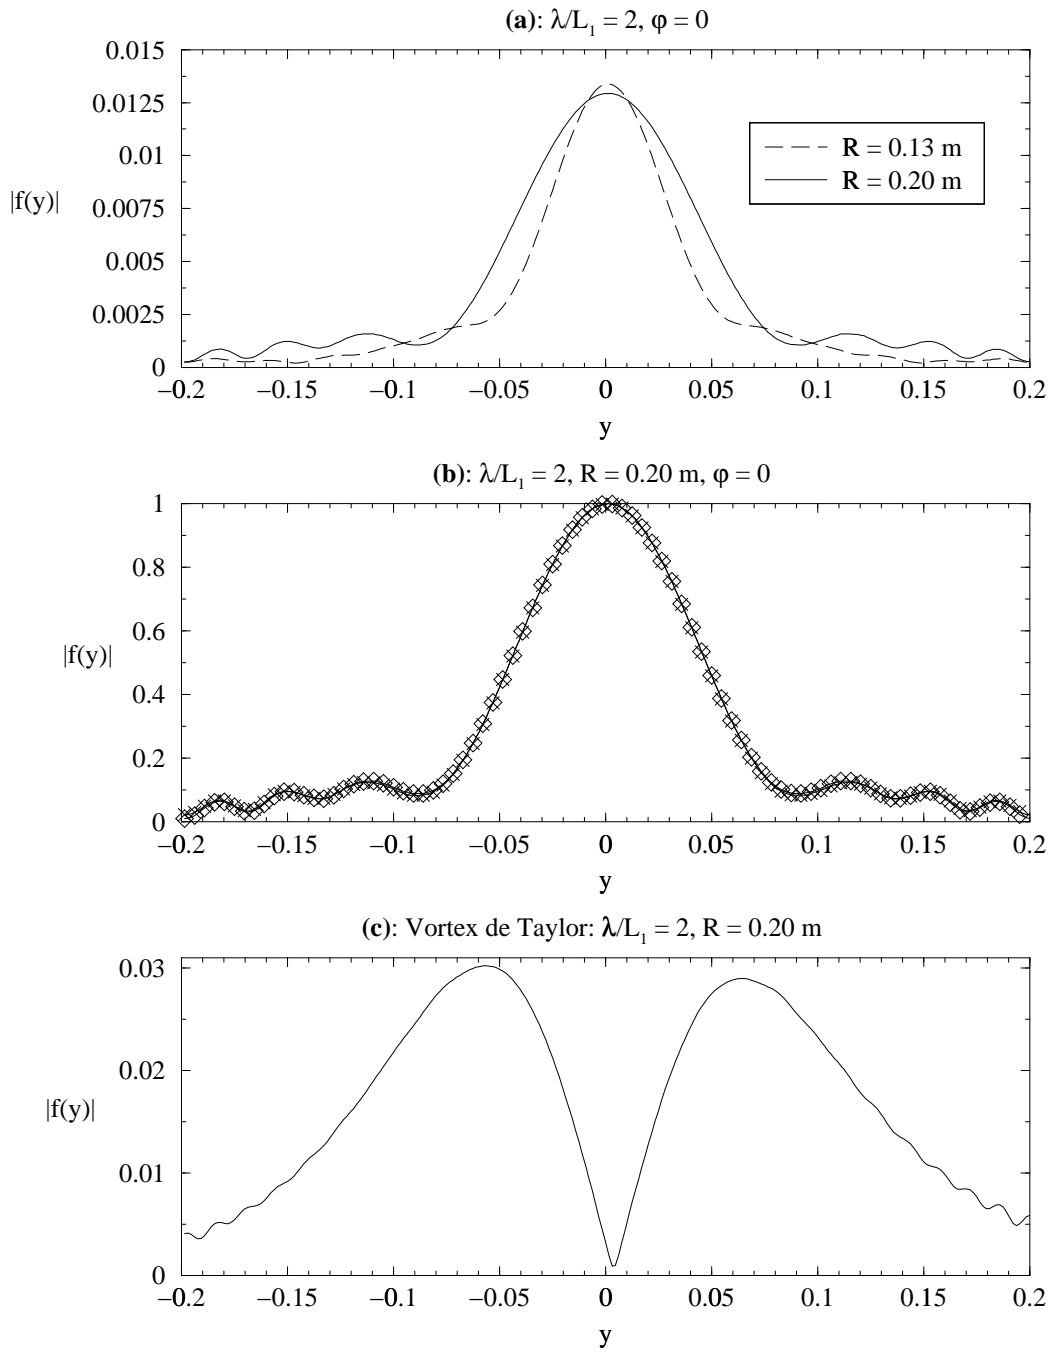 (a): λ/L₁ = 2, φ = 0
0.015
0.0125
0.01
0.0075
0.005
0.0025
0
|f(y)|
R = 0.13 m
R = 0.20 m
−0.2 −0.15 −0.1 −0.05 0 0.05 0.1 0.15 0.2
y
(b): λ/L₁ = 2, R = 0.20 m, φ = 0
1
0.8
0.6
0.4
0.2
0
|f(y)|
−0.2 −0.15 −0.1 −0.05 0 0.05 0.1 0.15 0.2
y
(c): Vortex de Taylor: λ/L₁ = 2, R = 0.20 m
0.03
0.02
0.01
0
|f(y)|
−0.2 −0.15 −0.1 −0.05 0 0.05 0.1 0.15 0.2
y